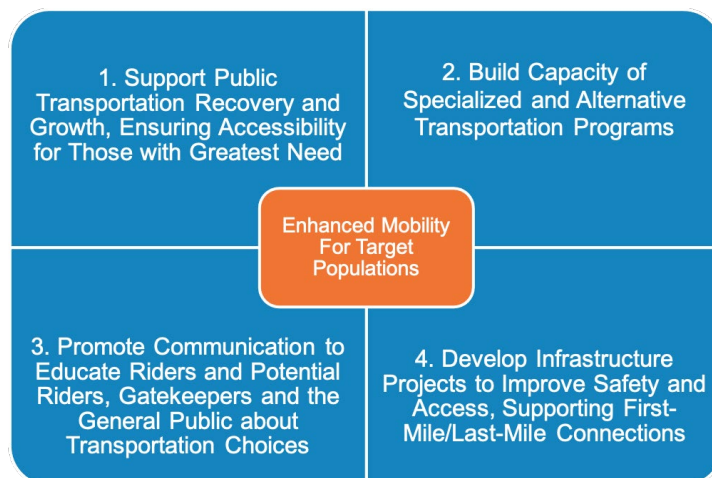 1. Support Public
Transportation Recovery and
Growth, Ensuring Accessibility
for Those with Greatest Need
2. Build Capacity of
Specialized and Alternative
Transportation Programs
Enhanced Mobility
For Target
Populations
3. Promote Communication to
Educate Riders and Potential
Riders, Gatekeepers and the
General Public about
Transportation Choices
4. Develop Infrastructure
Projects to Improve Safety and
Access, Supporting First-
Mile/Last-Mile Connections